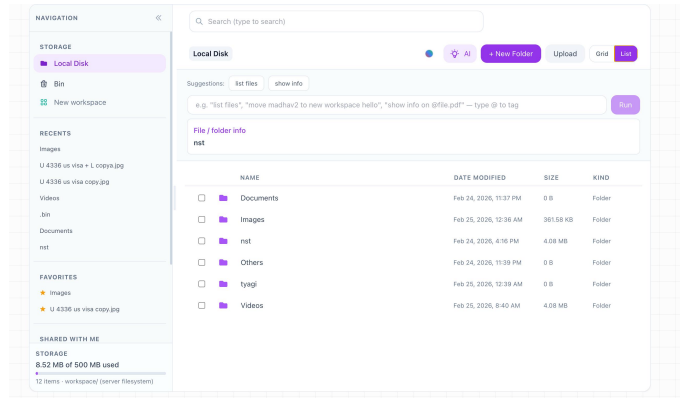 NAVIGATION
STORAGE
Local Disk
Bin
New workspace
RECENTS
Images
U 4336 us visa + L copya.jpg
U 4336 us visa copy.jpg
Videos
.bin
Documents
nst
FAVORITES
Images
U 4336 us visa copy.jpg
SHARED WITH ME
STORAGE
8.52 MB of 500 MB used
12 items · workspace/ (server filesystem)
Search (type to search)
Local Disk
AI
+ New Folder
Upload
Grid
List
Suggestions:
list files
show info
e.g. "list files", "move madhav2 to new workspace hello", "show info on @file.pdf" — type @ to tag
Run
File / folder info
nst
NAME DATE MODIFIED SIZE KIND
Documents Feb 24, 2026, 11:37 PM 0 B Folder
Images Feb 25, 2026, 12:36 AM 361.58 KB Folder
nst Feb 24, 2026, 4:16 PM 4.08 MB Folder
Others Feb 24, 2026, 11:39 PM 0 B Folder
tyagi Feb 25, 2026, 12:39 AM 0 B Folder
Videos Feb 25, 2026, 8:40 AM 4.08 MB Folder